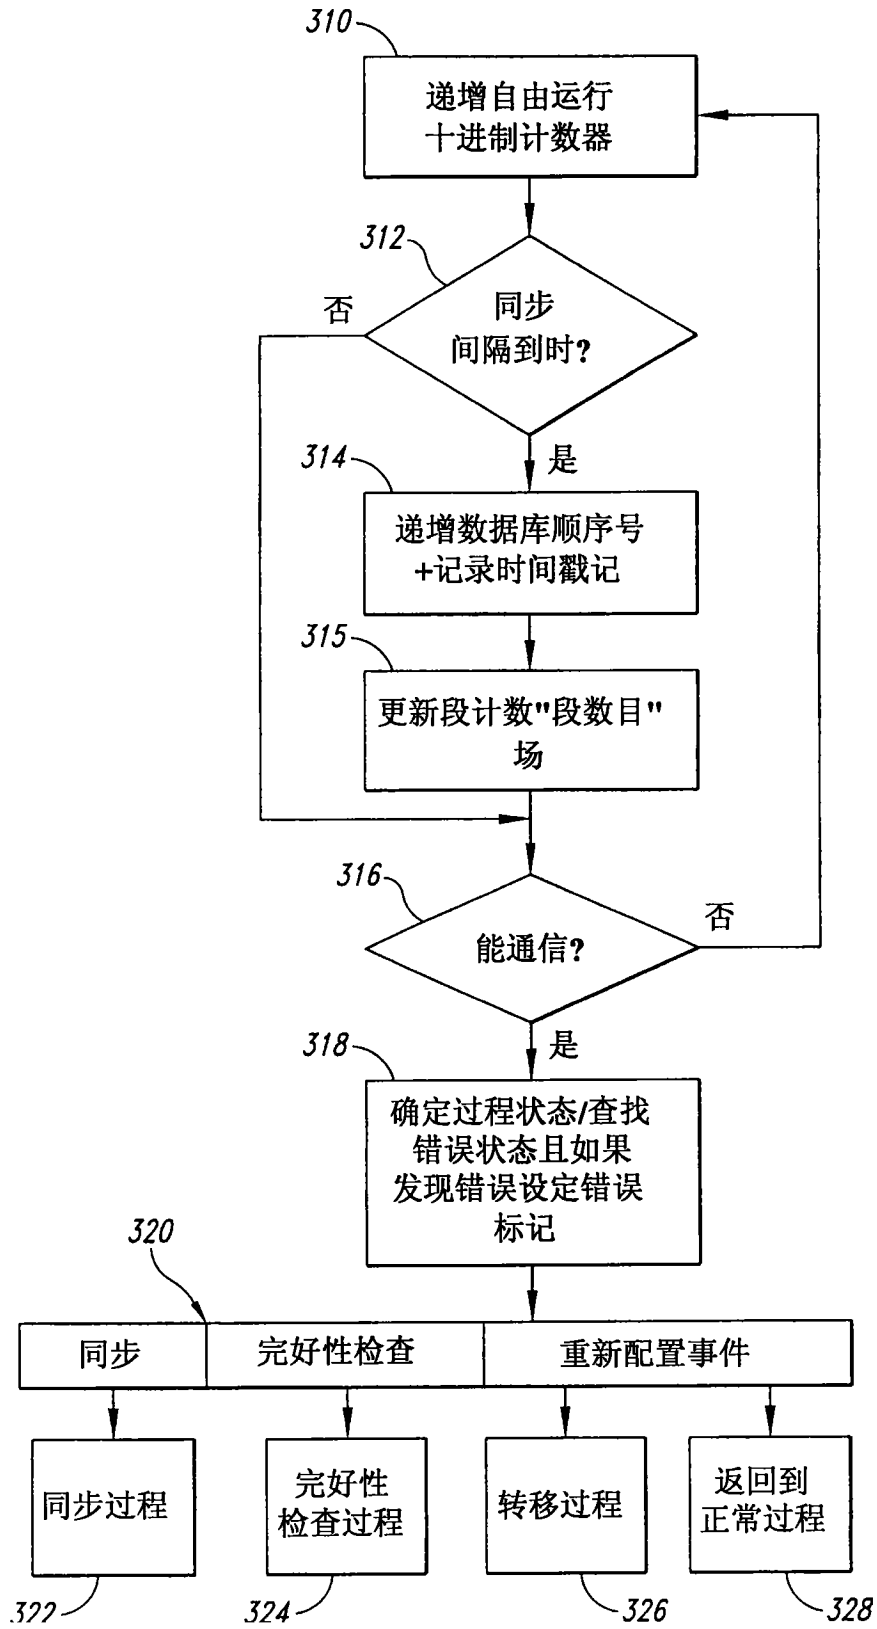 310
递增自由运行
十进制计数器
312
否
同步
间隔到时?
314
是
递增数据库顺序号
+记录时间戳记
315
更新段计数"段数目"
场
316
否
能通信?
318
是
确定过程状态/查找
错误状态且如果
发现错误设定错误
标记
320
同步
完好性检查
重新配置事件
同步过程
完好性
检查过程
转移过程
返回到
正常过程
322
324
326
328